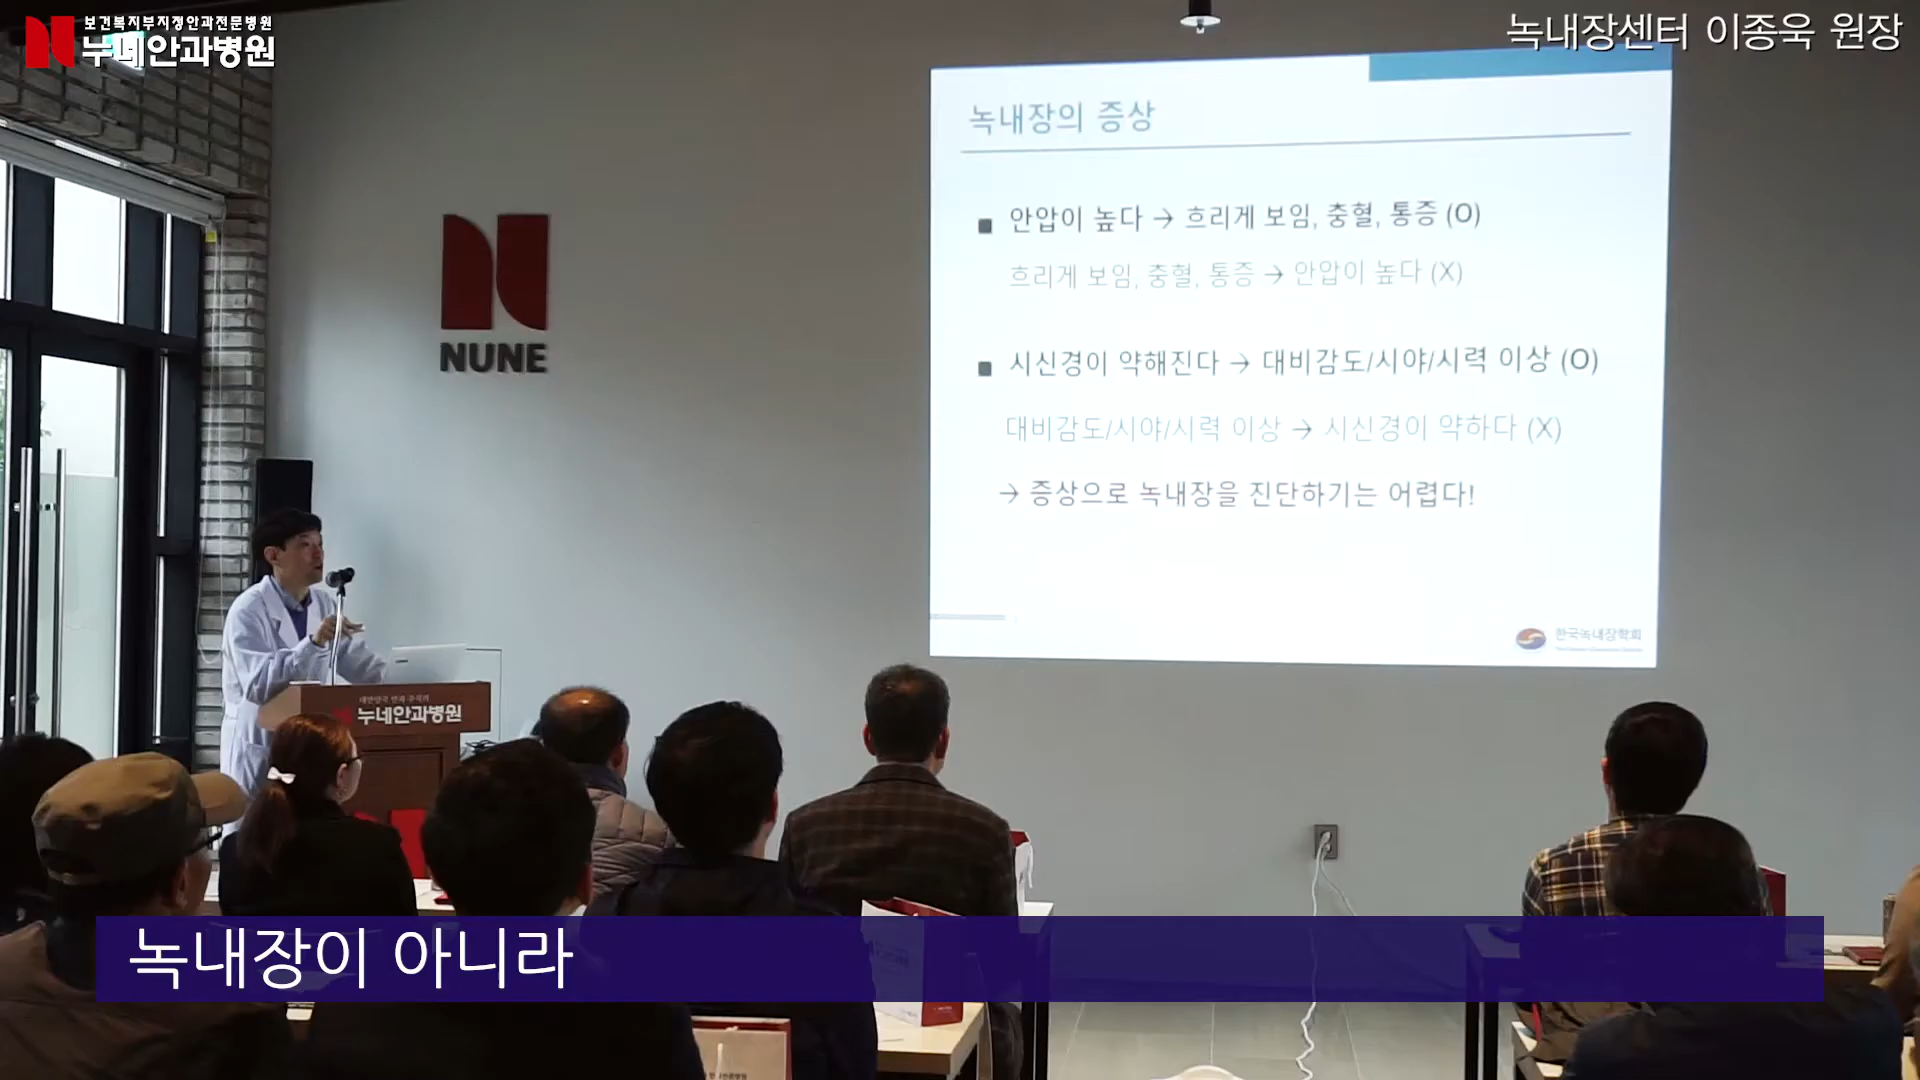 보건복지부지정안과전문병원
누네안과병원
녹내장센터 이종욱 원장
녹내장의 증상
■ 안압이 높다 → 흐리게 보임, 충혈, 통증 (O)
흐리게 보임, 충혈, 통증 → 안압이 높다 (X)
■ 시신경이 약해진다 → 대비감도/시야/시력 이상 (O)
대비감도/시야/시력 이상 → 시신경이 약하다 (X)
→ 증상으로 녹내장을 진단하기는 어렵다!
한국녹내장학회
NUNE
누네안과병원
녹내장이 아니라